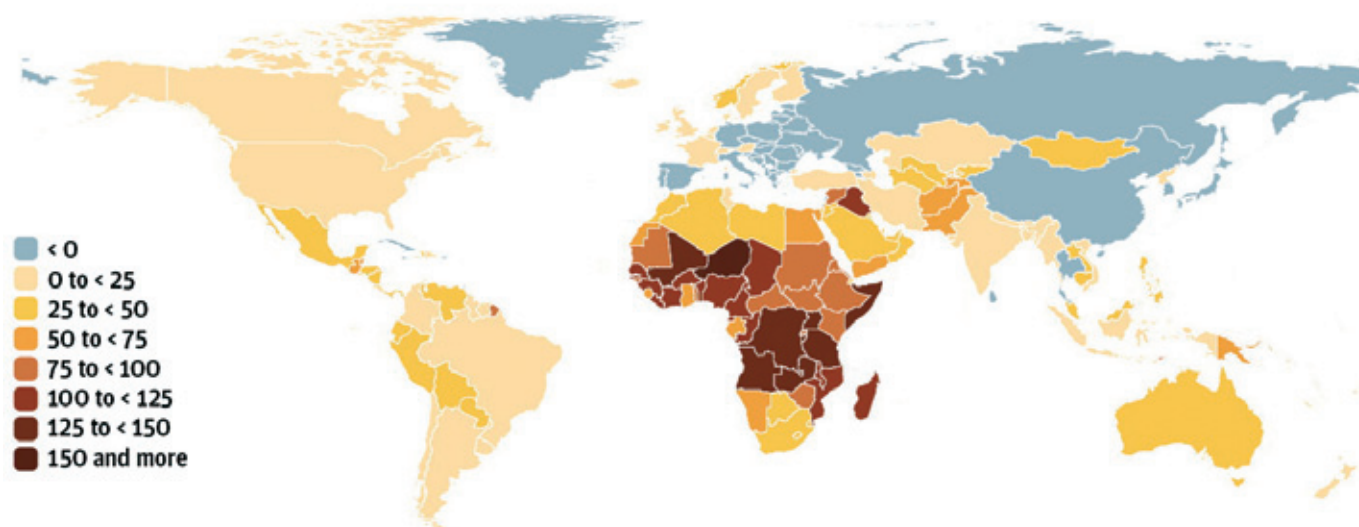 < 0
0 to < 25
25 to < 50
50 to < 75
75 to < 100
100 to < 125
125 to < 150
150 and more